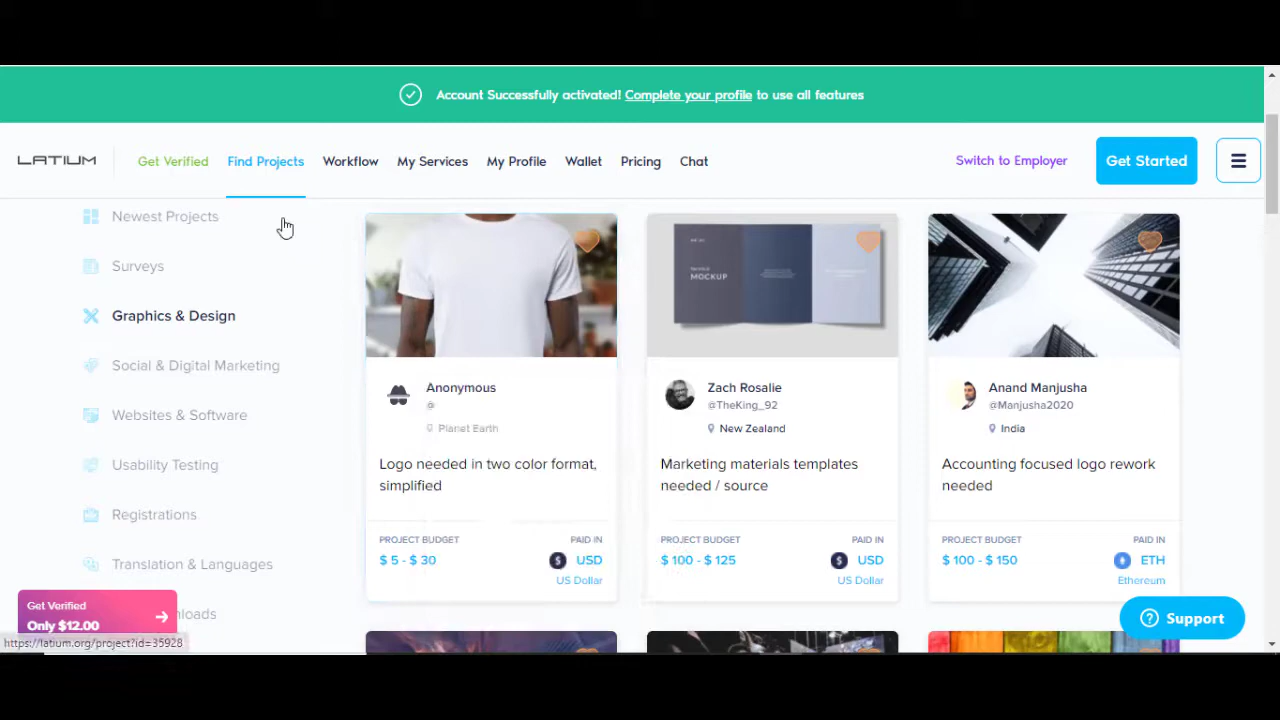 Account Successfully activated! Complete your profile to use all features
LATIUM
Get Verified
Find Projects
Workflow
My Services
My Profile
Wallet
Pricing
Chat
Switch to Employer
Get Started
Newest Projects
Surveys
Graphics & Design
Social & Digital Marketing
Websites & Software
Usability Testing
Registrations
Translation & Languages
nloads
Get Verified
Only $12.00
https://latium.org/project?id=35928
Anonymous
@
Planet Earth
Logo needed in two color format,
simplified
PROJECT BUDGET
PAID IN
$ 5 - $ 30
USD
US Dollar
MOCKUP
Zach Rosalie
@TheKing_92
New Zealand
Marketing materials templates
needed / source
PROJECT BUDGET
PAID IN
$ 100 - $ 125
USD
US Dollar
Anand Manjusha
@Manjusha2020
India
Accounting focused logo rework
needed
PROJECT BUDGET
PAID IN
$ 100 - $ 150
ETH
Ethereum
Support